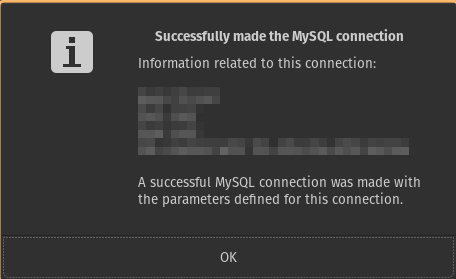 Successfully made the MySQL connection
Information related to this connection:
A successful MySQL connection was made with
the parameters defined for this connection.
OK